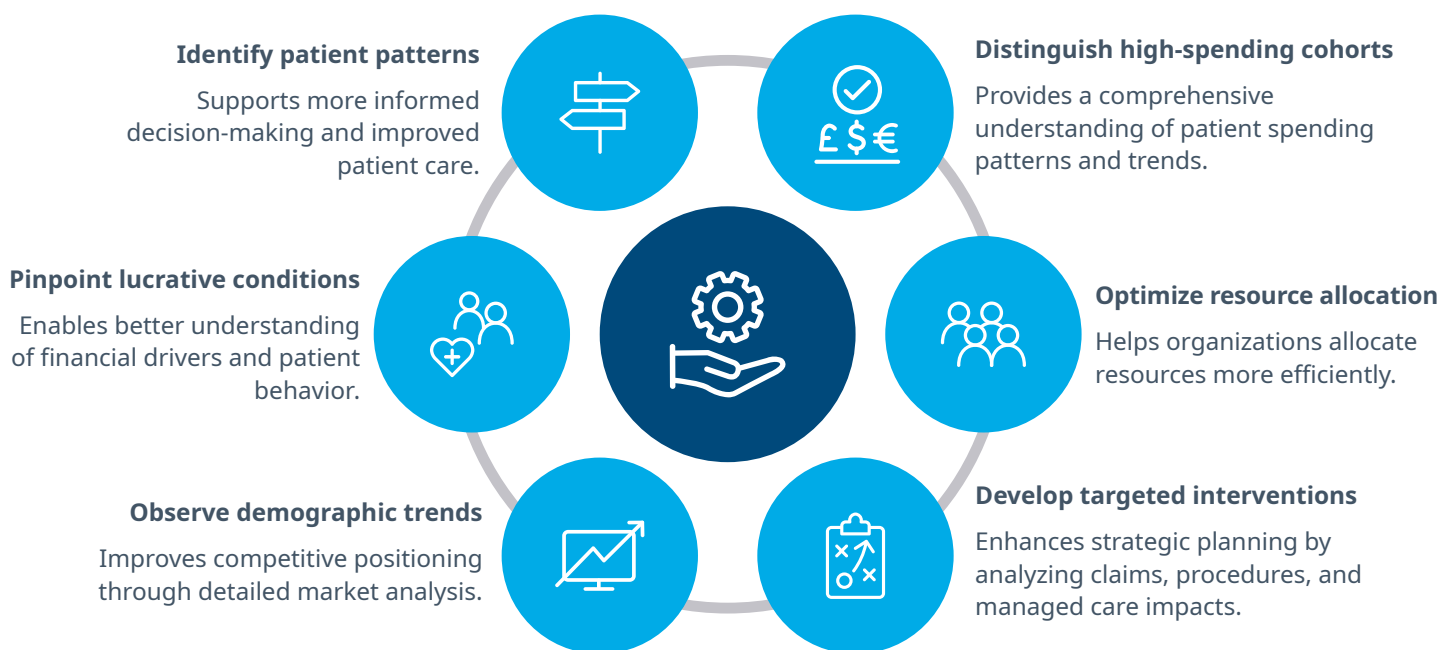 Identify patient patterns
Supports more informed
decision-making and improved
patient care.
Distinguish high-spending cohorts
Provides a comprehensive
understanding of patient spending
patterns and trends.
£$€
Pinpoint lucrative conditions
Enables better understanding
of financial drivers and patient
behavior.
Optimize resource allocation
Helps organizations allocate
resources more efficiently.
Observe demographic trends
Improves competitive positioning
through detailed market analysis.
Develop targeted interventions
Enhances strategic planning by
analyzing claims, procedures, and
managed care impacts.